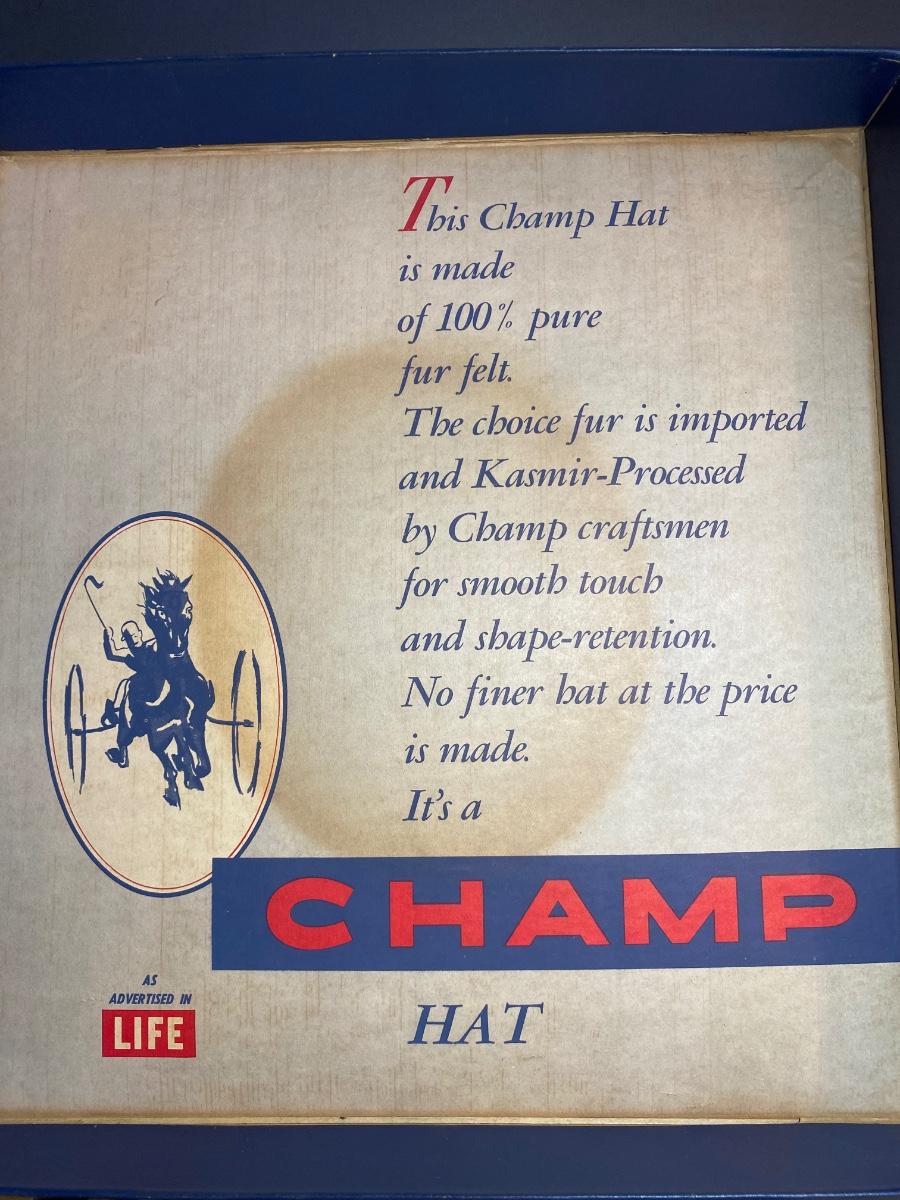 This Champ Hat
is made
of 100% pure
fur felt.
The choice fur is imported
and Kasmir-Processed
by Champ craftsmen
for smooth touch
and shape-retention.
No finer hat at the price
is made.
It's a
CHAMP
HAT
AS
ADVERTISED IN
LIFE